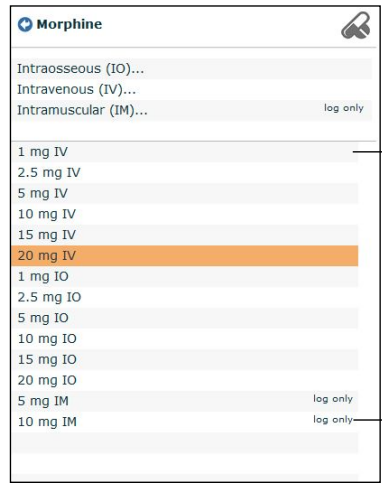 Morphine
Intraosseous (IO)...
Intravenous (IV)...
Intramuscular (IM)... log only
1 mg IV
2.5 mg IV
5 mg IV
10 mg IV
15 mg IV
20 mg IV
1 mg IO
2.5 mg IO
5 mg IO
10 mg IO
15 mg IO
20 mg IO
5 mg IM log only
10 mg IM log only